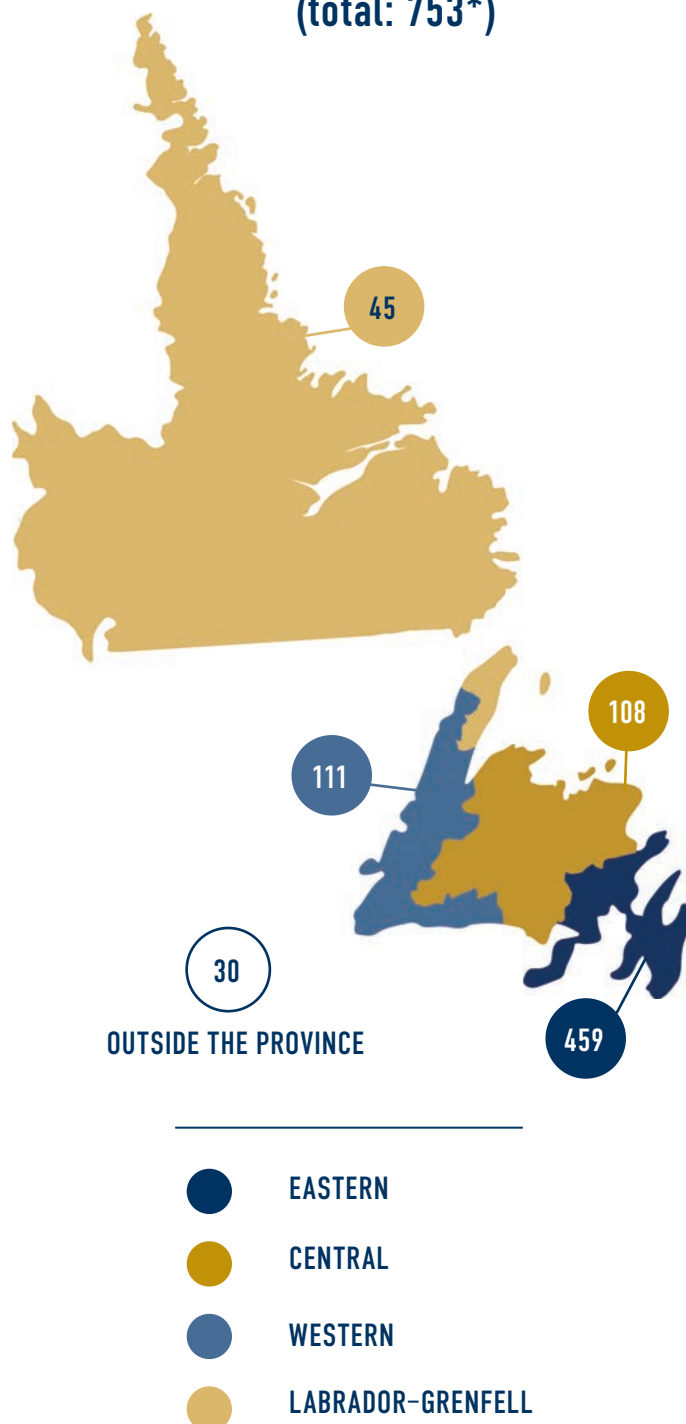 (total: 753*)
45
108
111
30
OUTSIDE THE PROVINCE
459
EASTERN
CENTRAL
WESTERN
LABRADOR-GRENFELL